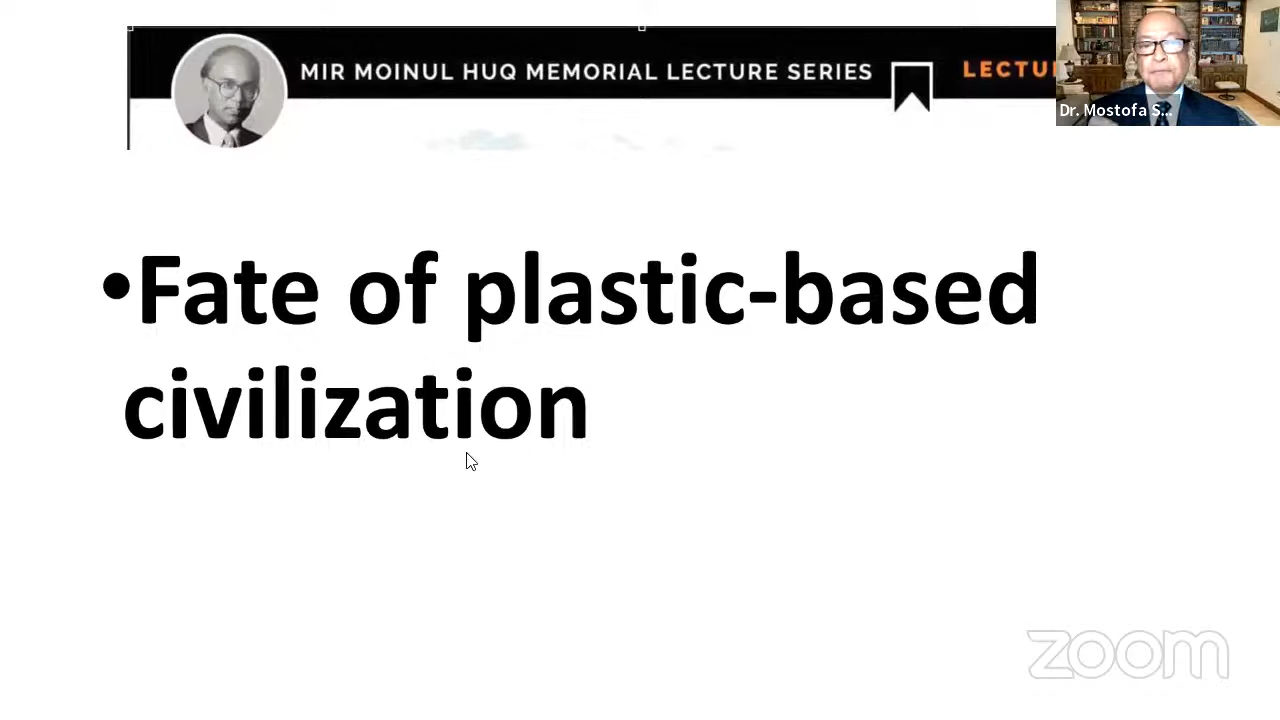 MIR MOINUL HUQ MEMORIAL LECTURE SERIES
Dr. Mostofa S...
•Fate of plastic-based
civilization
zoom